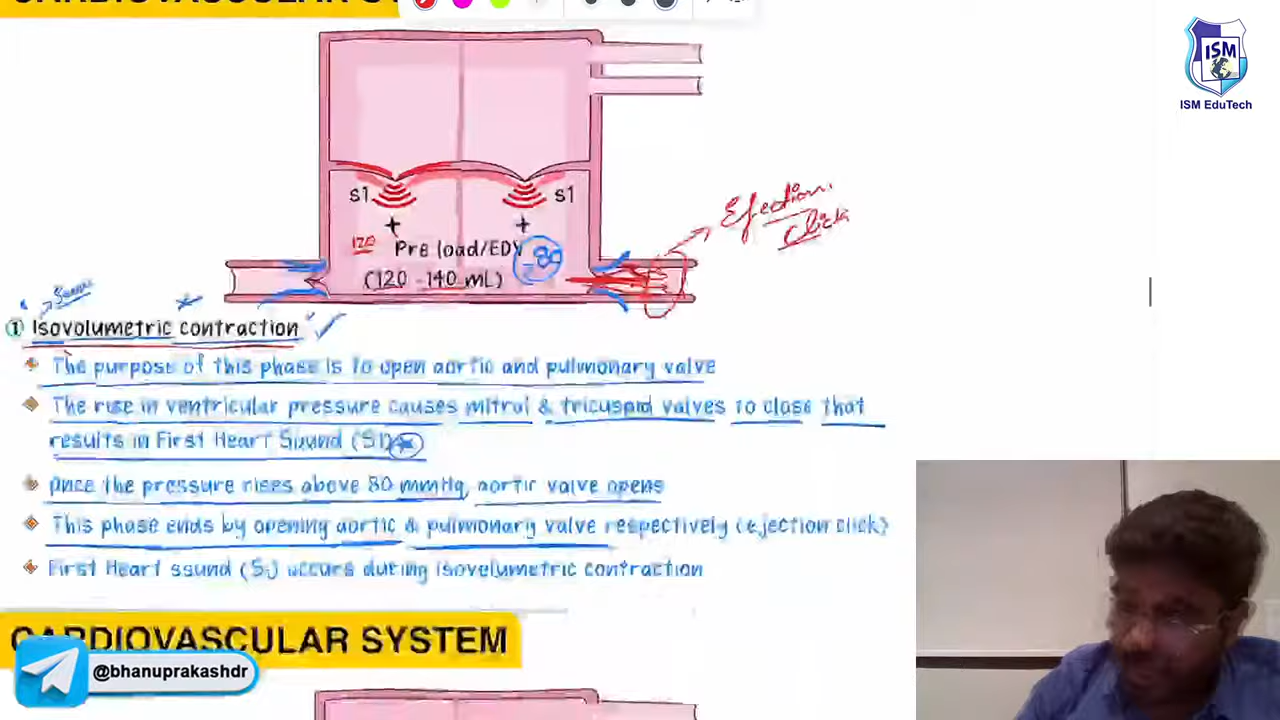 CARDIOVASCULAR
ISM
ISM EduTech
s1 s1
+ +
Ejection
click
120 Pre load/EDV 80
(120 -140 mL)
Same
① Isovolumetric contraction
The purpose of this phase is to open aortic and pulmonary valve
The rise in ventricular pressure causes mitral & tricuspid valves to close that
results in First Heart Sound (S1)
Once the pressure rises above 80 mmHg, aortic valve opens
This phase ends by opening aortic & pulmonary valve respectively (ejection click)
First Heart sound (S1) occurs during isovelumetric contraction
CARDIOVASCULAR SYSTEM
@bhanuprakashdr